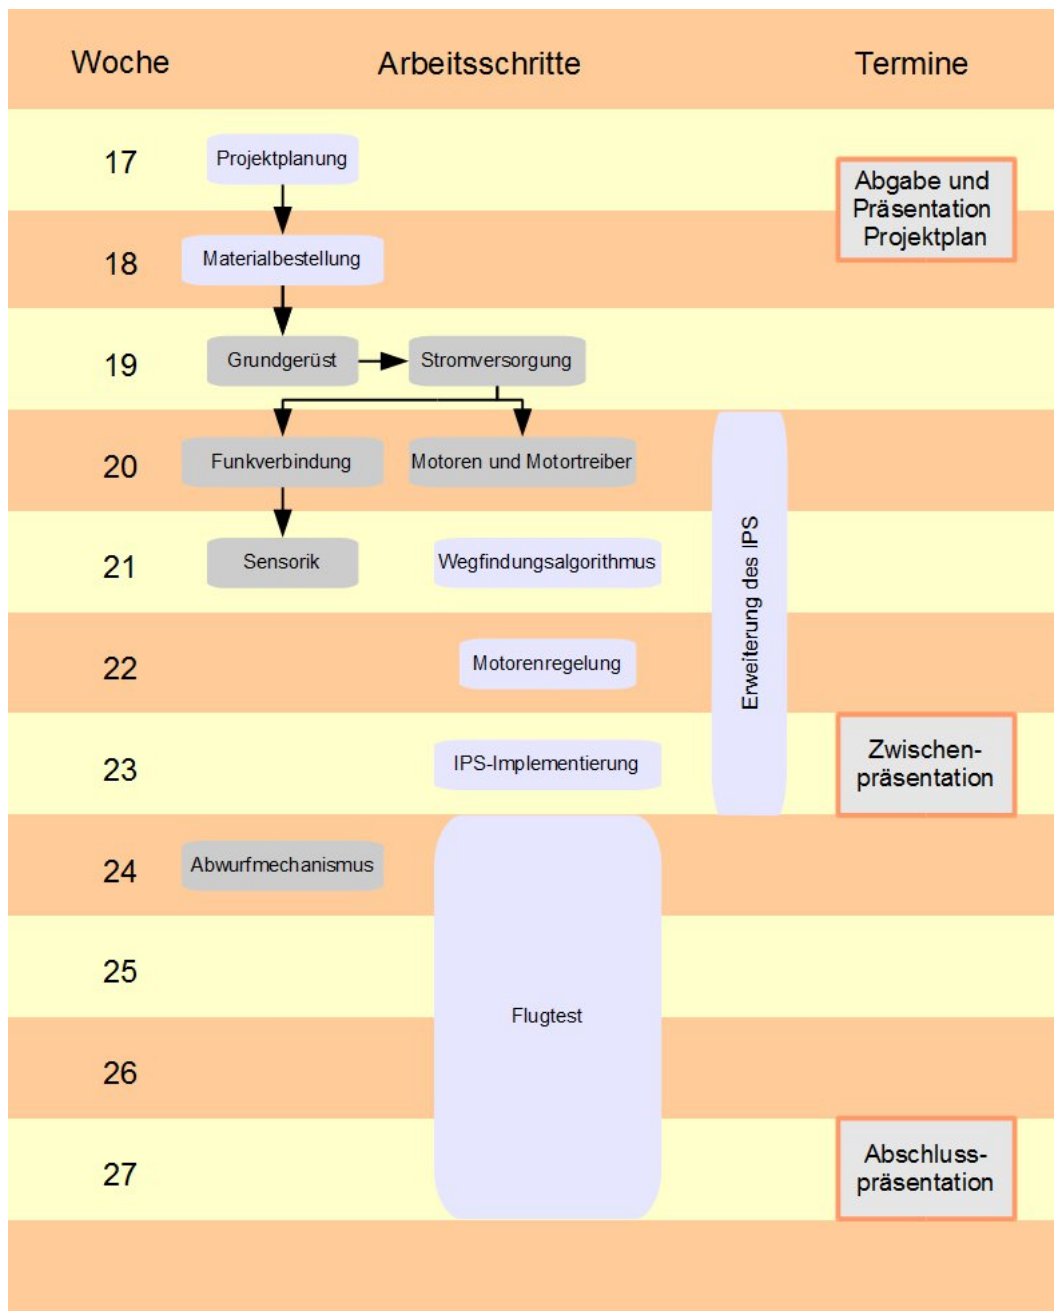 Woche Arbeitsschritte Termine
17 Projektplanung
Abgabe und
Präsentation
Projektplan
18 Materialbestellung
19 Grundgerüst Stromversorgung
20 Funkverbindung Motoren und Motortreiber
Erweiterung des IPS
21 Sensorik Wegfindungsalgorithmus
22 Motorenregelung
23 IPS-Implementierung
Zwischen-
präsentation
24 Abwurfmechanismus
25
Flugtest
26
27
Abschluss-
präsentation